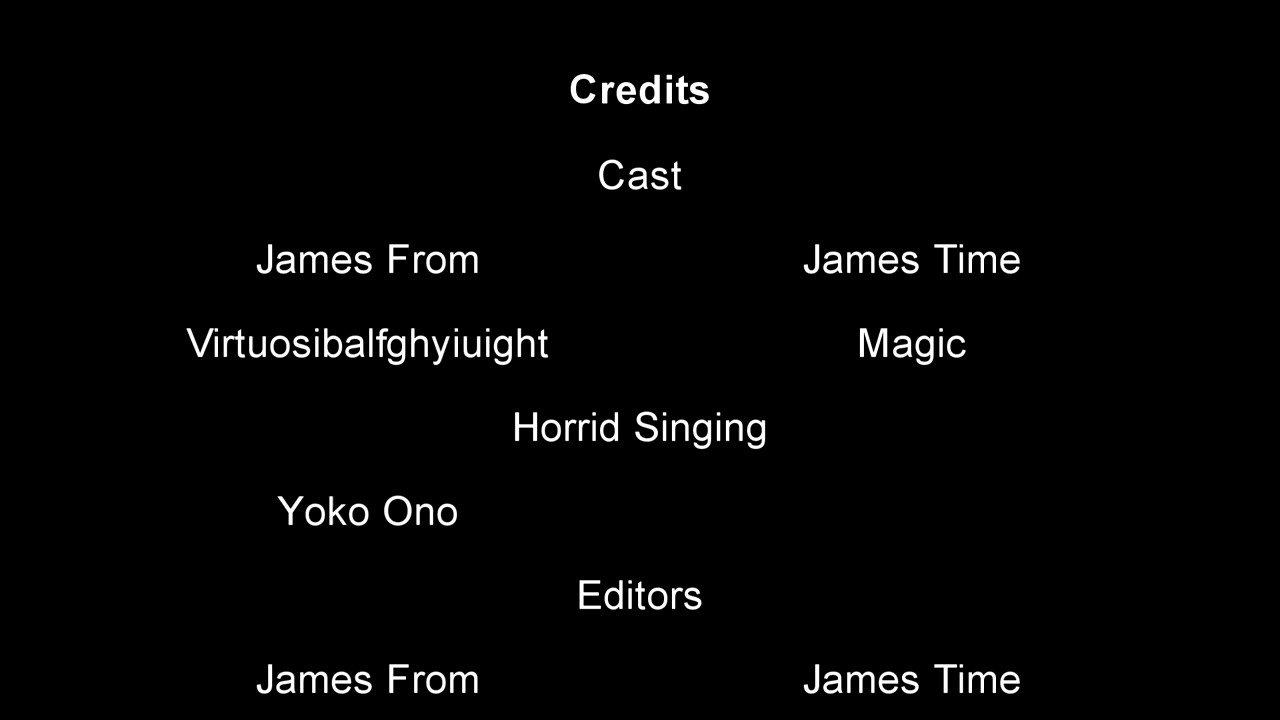 Credits
Cast
James From James Time
Virtuosibalfghyiuight Magic
Horrid Singing
Yoko Ono
Editors
James From James Time